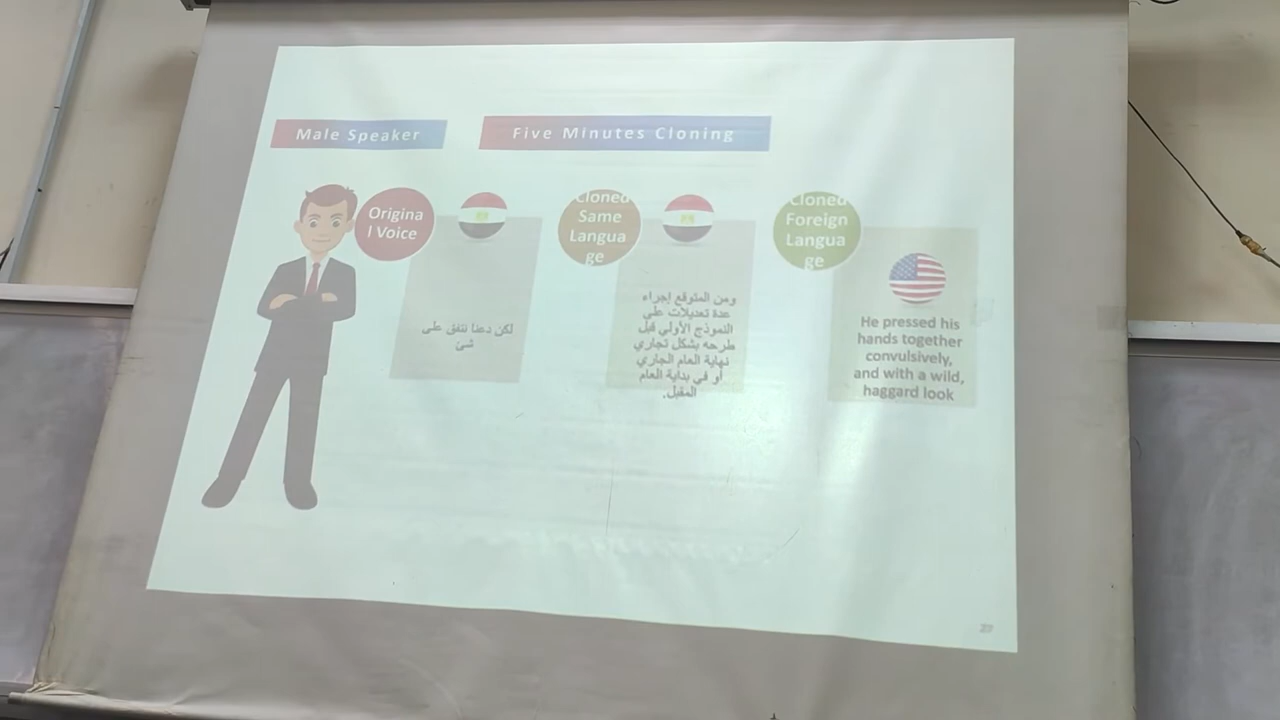 Male Speaker
Five Minutes Cloning
Origina
l Voice
لكن دعنا نتفق على
شئ
Cloned
Same
Langua
ge
ومن المتوقع إجراء
عدة تعديلات على
النموذج الأولي قبل
طرحه بشكل تجاري
نهاية العام الجاري
أو في بداية العام
المقبل.
Cloned
Foreign
Langua
ge
He pressed his
hands together
convulsively,
and with a wild,
haggard look
27